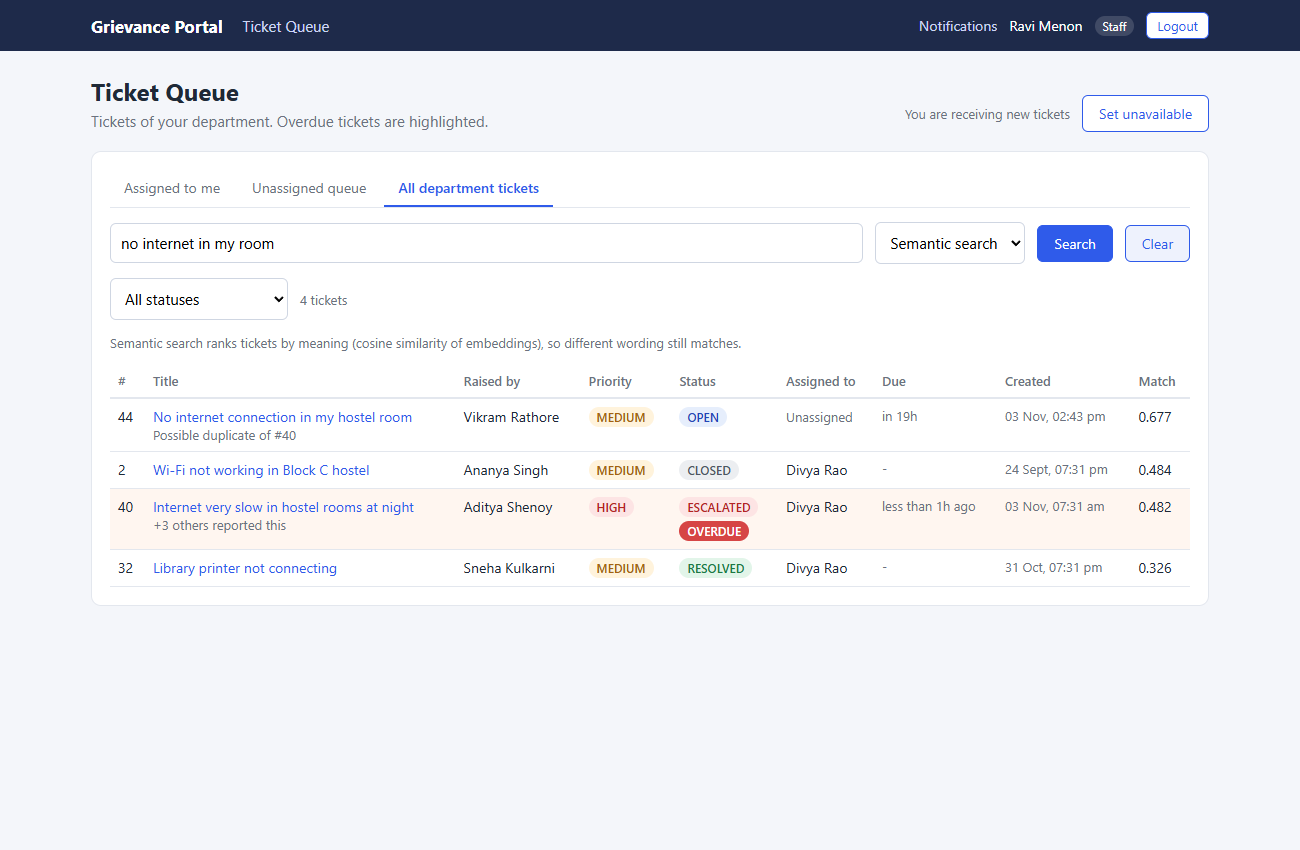 Grievance Portal Ticket Queue Notifications Ravi Menon Staff Logout
Ticket Queue
Tickets of your department. Overdue tickets are highlighted.
You are receiving new tickets Set unavailable
Assigned to me Unassigned queue All department tickets
no internet in my room Semantic search Search Clear
All statuses 4 tickets
Semantic search ranks tickets by meaning (cosine similarity of embeddings), so different wording still matches.
# Title Raised by Priority Status Assigned to Due Created Match
44 No internet connection in my hostel room Vikram Rathore MEDIUM OPEN Unassigned in 19h 03 Nov, 02:43 pm 0.677
Possible duplicate of #40
2 Wi-Fi not working in Block C hostel Ananya Singh MEDIUM CLOSED Divya Rao - 24 Sept, 07:31 pm 0.484
40 Internet very slow in hostel rooms at night Aditya Shenoy HIGH ESCALATED Divya Rao less than 1h ago 03 Nov, 07:31 am 0.482
+3 others reported this OVERDUE
32 Library printer not connecting Sneha Kulkarni MEDIUM RESOLVED Divya Rao - 31 Oct, 07:31 pm 0.326